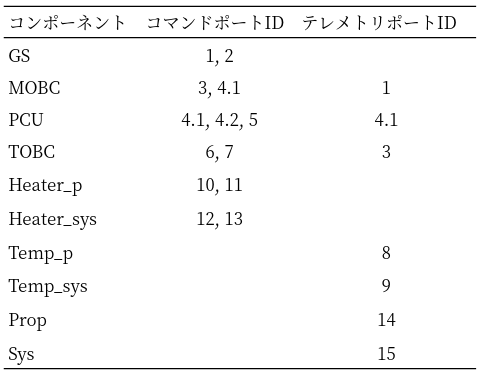 コンポーネント コマンドポートID テレメトリポートID
GS 1, 2
MOBC 3, 4.1 1
PCU 4.1, 4.2, 5 4.1
TOBC 6, 7 3
Heater_p 10, 11
Heater_sys 12, 13
Temp_p 8
Temp_sys 9
Prop 14
Sys 15